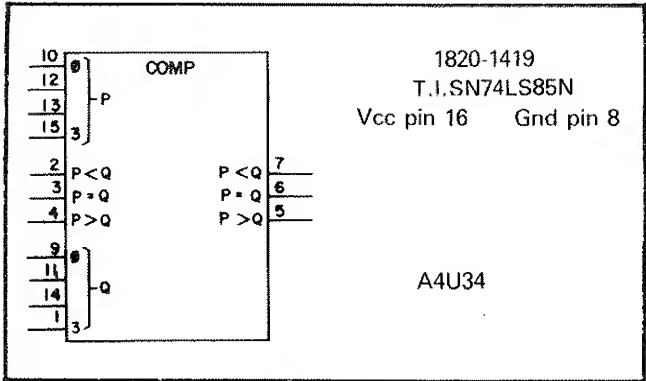 COMP
10 0
12
13 P
15 3
2 P<Q
3 P=Q
4 P>Q
9 0
11
14 Q
1 3
P<Q 7
P=Q 6
P>Q 5
1820-1419
T.I.SN74LS85N
Vcc pin 16 Gnd pin 8
A4U34